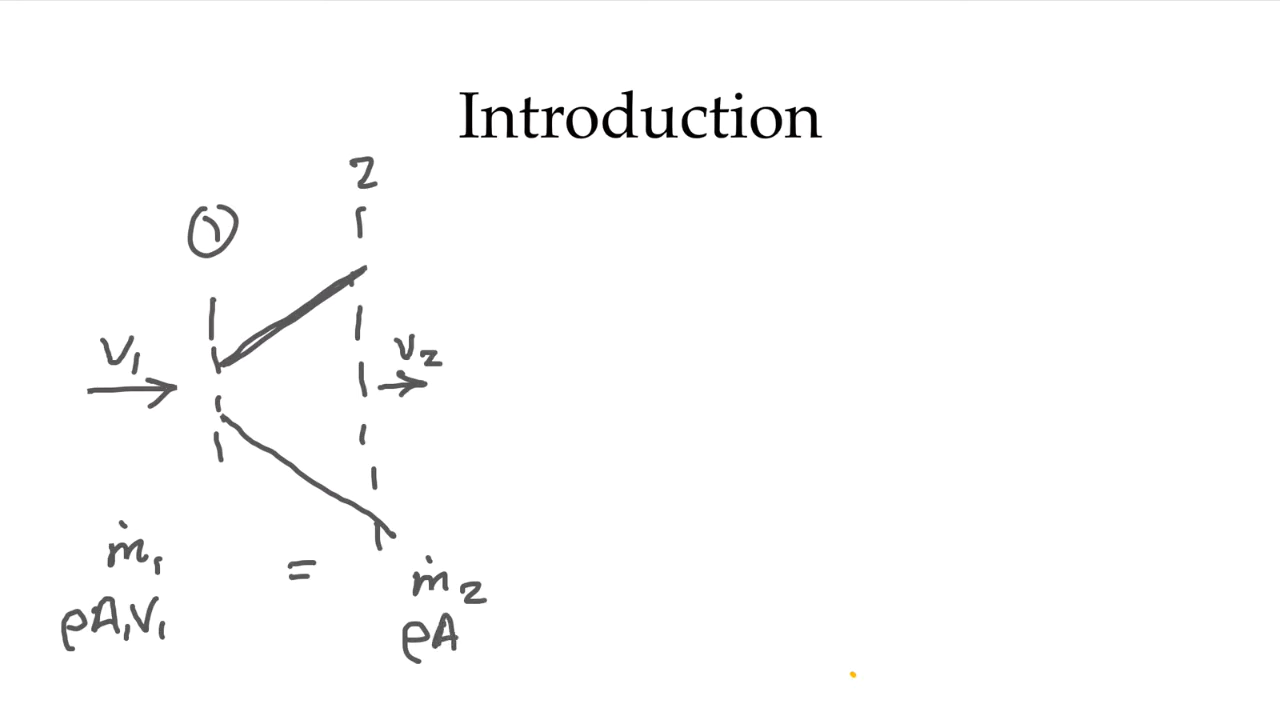 Introduction
2
①
V₁
V₂
ṁ₁ = ṁ₂
ρA₁V₁ ρA